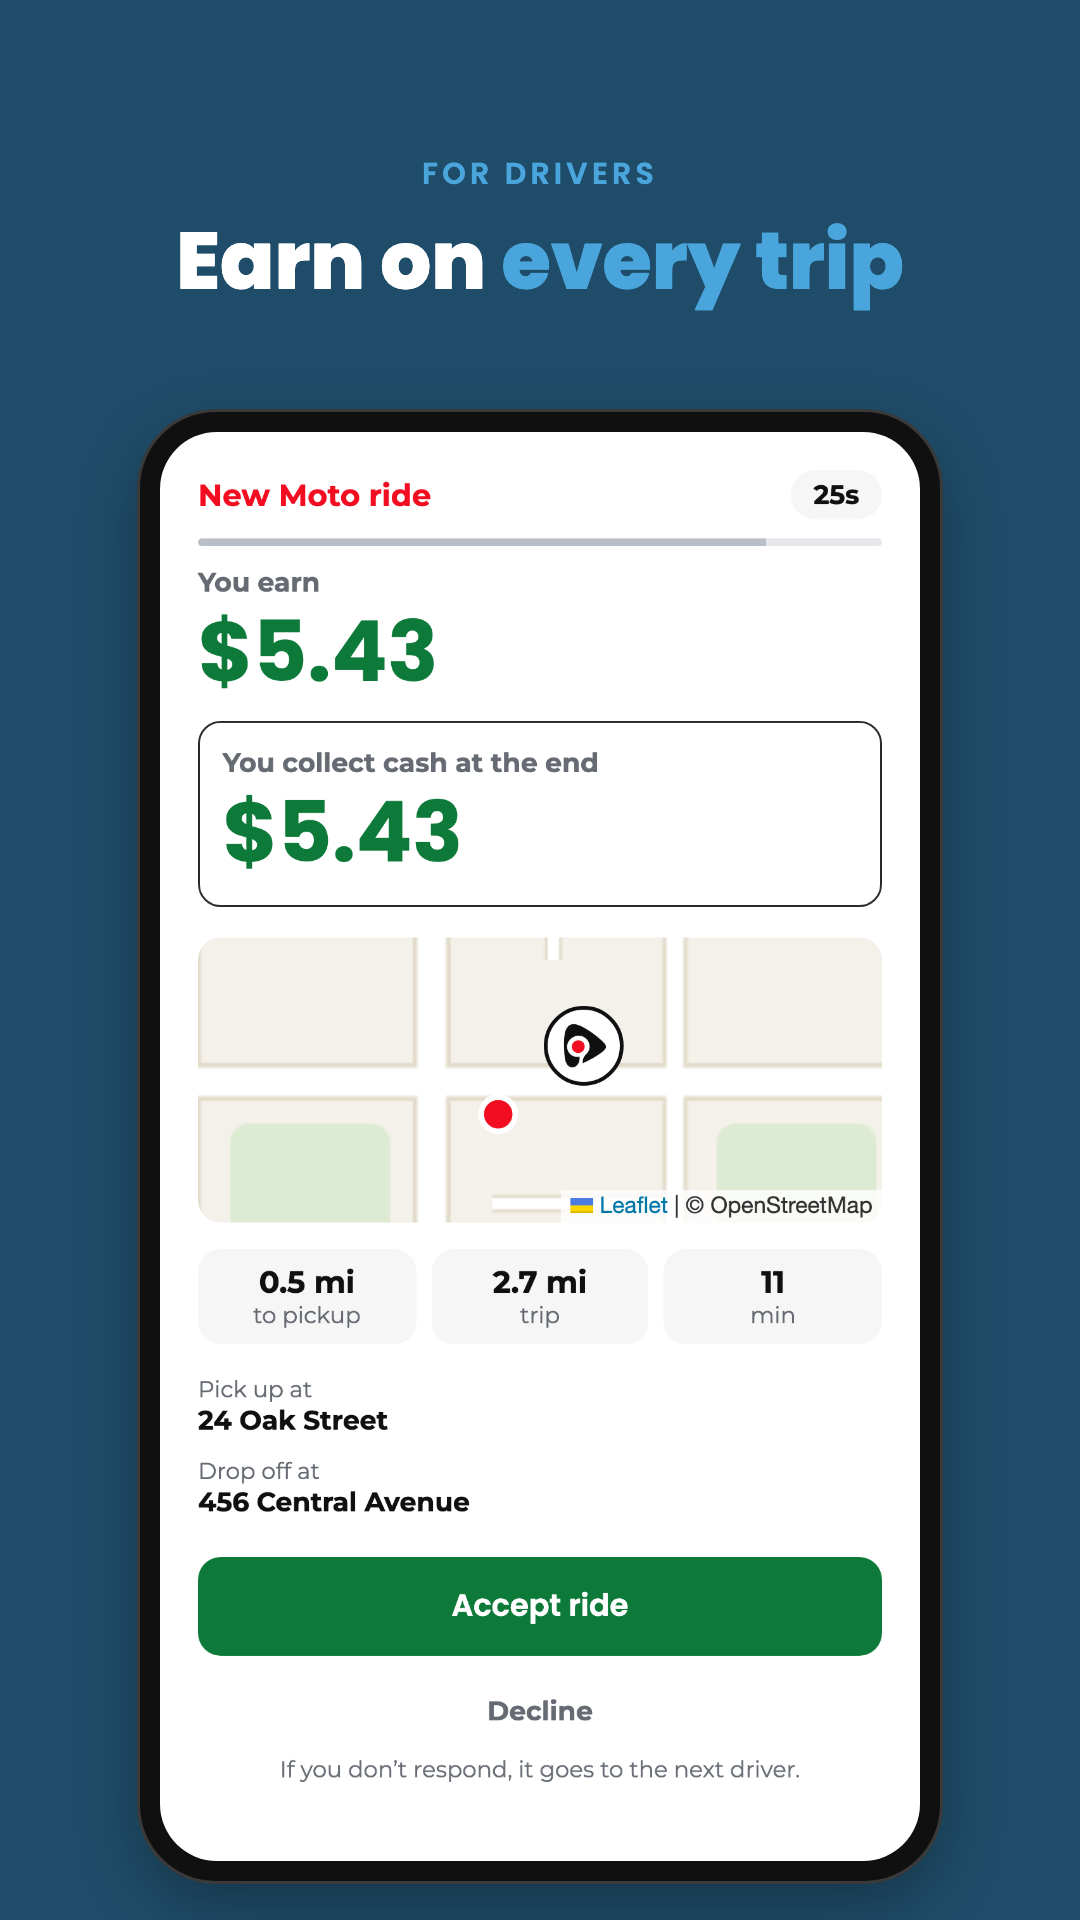 FOR DRIVERS
Earn on every trip
New Moto ride
25s
You earn
$5.43
You collect cash at the end
$5.43
Leaflet | © OpenStreetMap
0.5 mi
to pickup
2.7 mi
trip
11
min
Pick up at
24 Oak Street
Drop off at
456 Central Avenue
Accept ride
Decline
If you don’t respond, it goes to the next driver.